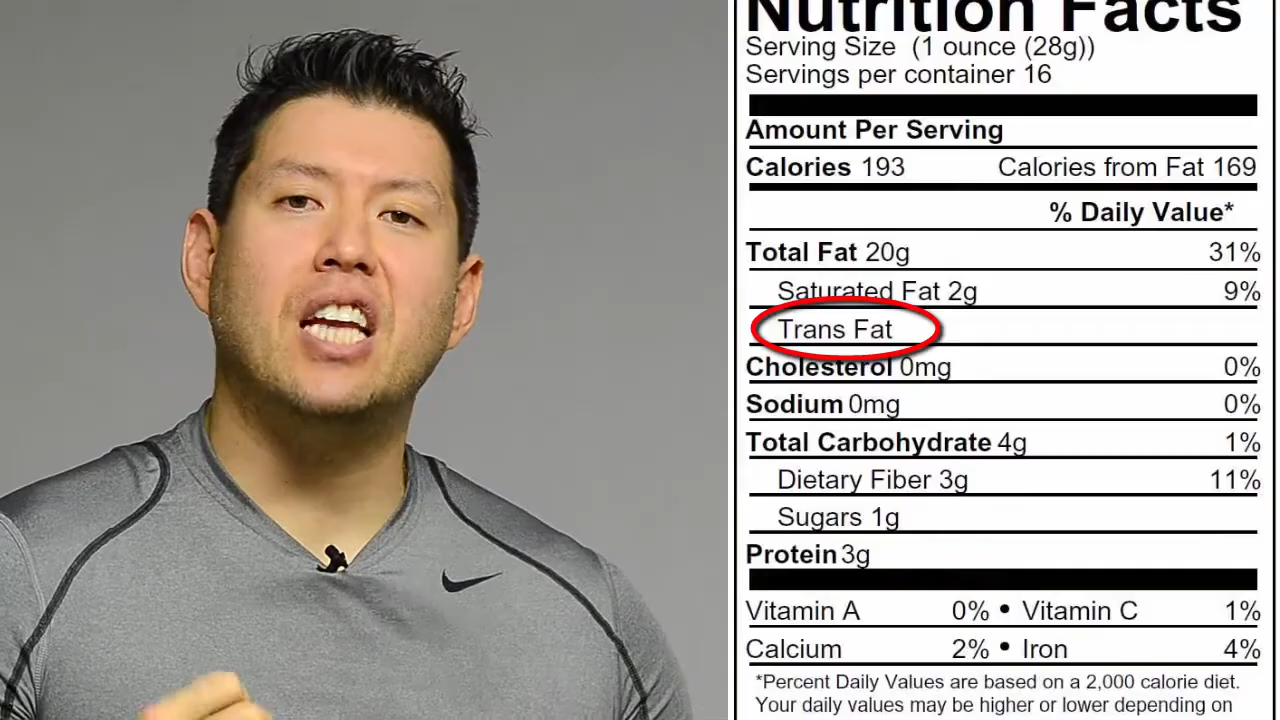 Nutrition Facts
Serving Size (1 ounce (28g))
Servings per container 16
Amount Per Serving
Calories 193 Calories from Fat 169
% Daily Value*
Total Fat 20g 31%
Saturated Fat 2g 9%
Trans Fat
Cholesterol 0mg 0%
Sodium 0mg 0%
Total Carbohydrate 4g 1%
Dietary Fiber 3g 11%
Sugars 1g
Protein 3g
Vitamin A 0% • Vitamin C 1%
Calcium 2% • Iron 4%
*Percent Daily Values are based on a 2,000 calorie diet.
Your daily values may be higher or lower depending on